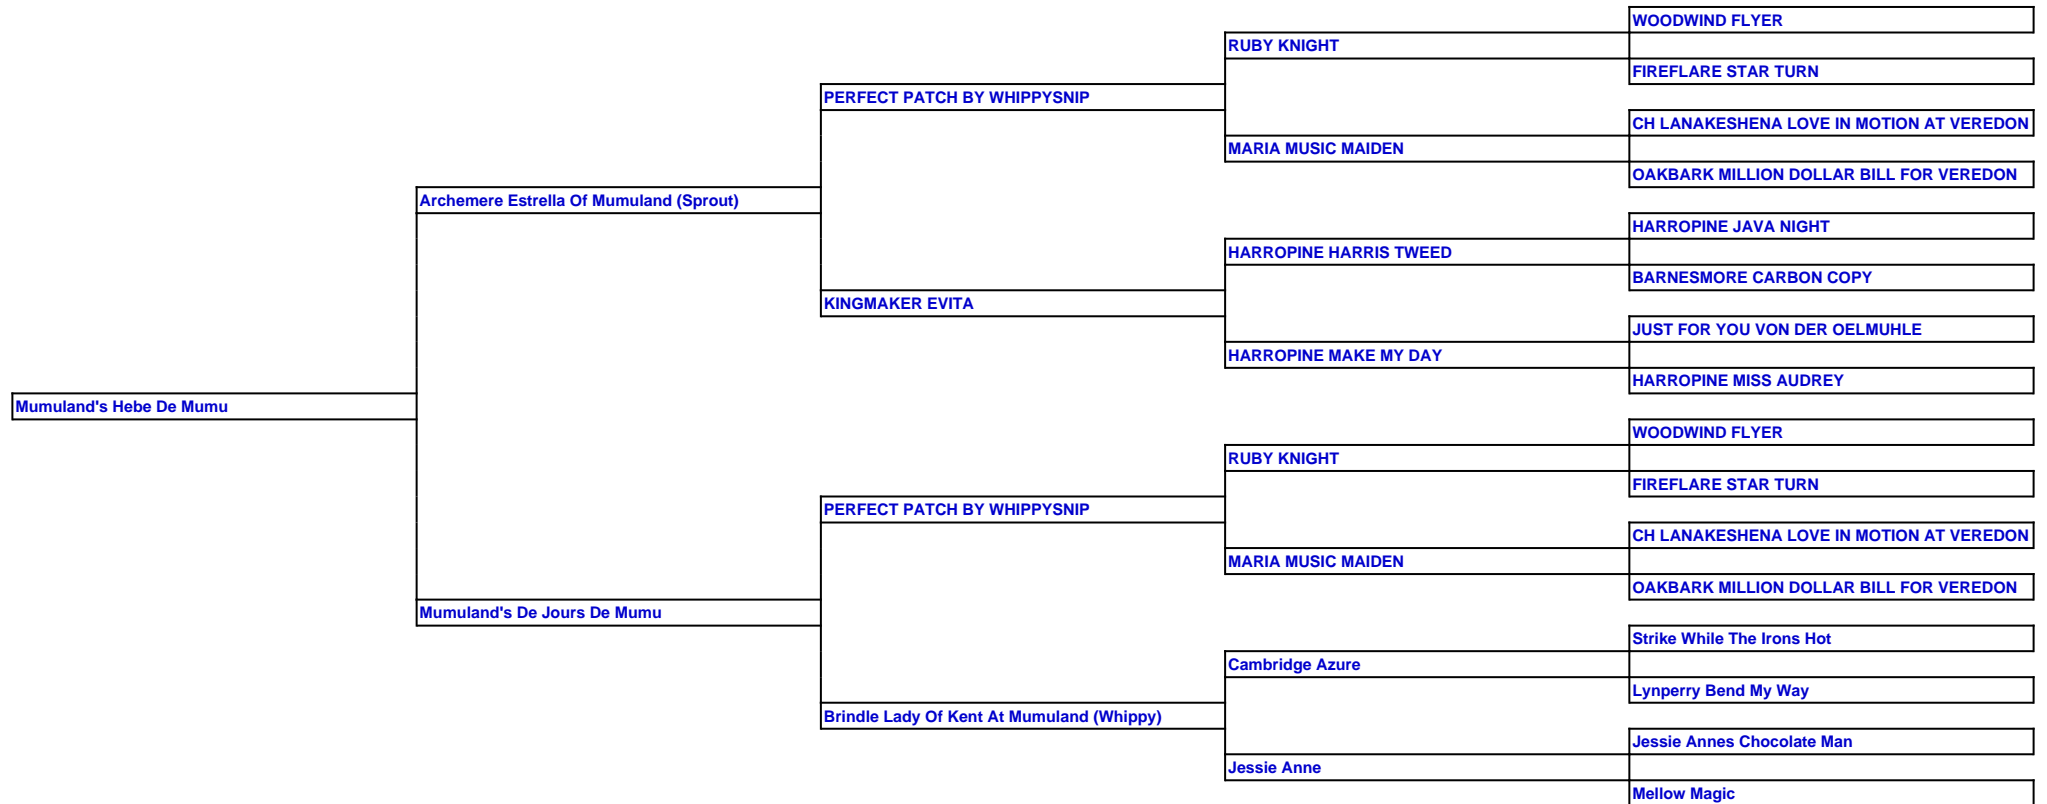 WOODWIND FLYER
RUBY KNIGHT
FIREFLARE STAR TURN
PERFECT PATCH BY WHIPPYSNIP
CH LANAKESHENA LOVE IN MOTION AT VEREDON
MARIA MUSIC MAIDEN
OAKBARK MILLION DOLLAR BILL FOR VEREDON
Archemere Estrella Of Mumuland (Sprout)
HARROPINE JAVA NIGHT
HARROPINE HARRIS TWEED
BARNESMORE CARBON COPY
KINGMAKER EVITA
JUST FOR YOU VON DER OELMUHLE
HARROPINE MAKE MY DAY
HARROPINE MISS AUDREY
Mumuland's Hebe De Mumu
WOODWIND FLYER
RUBY KNIGHT
FIREFLARE STAR TURN
PERFECT PATCH BY WHIPPYSNIP
CH LANAKESHENA LOVE IN MOTION AT VEREDON
MARIA MUSIC MAIDEN
OAKBARK MILLION DOLLAR BILL FOR VEREDON
Mumuland's De Jours De Mumu
Strike While The Irons Hot
Cambridge Azure
Lynperry Bend My Way
Brindle Lady Of Kent At Mumuland (Whippy)
Jessie Annes Chocolate Man
Jessie Anne
Mellow Magic